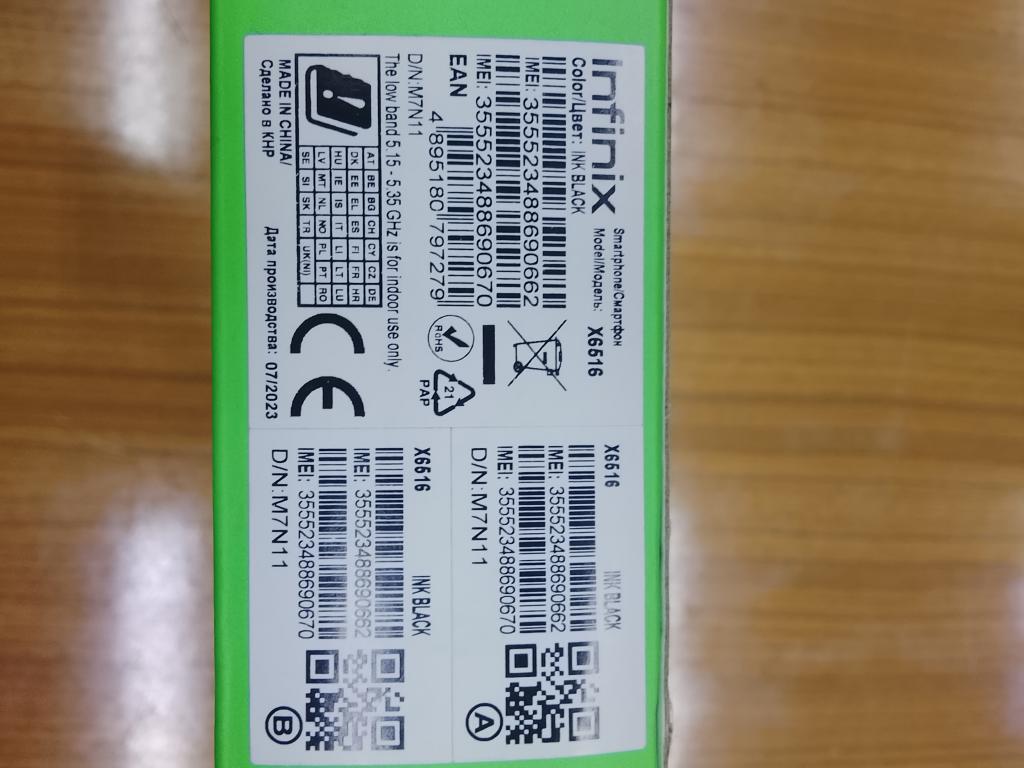 infinix
Smartphone/Смартфон
Model/Модель: X6516
Color/Цвет: INK BLACK
IMEI: 355523488690662
IMEI: 355523488690670
EAN
4 895180 797279
RoHS
21
PAP
D/N:M7N11
The low band 5.15 - 5.35 GHz is for indoor use only.
AT BE BG CH CY CZ DE
DK EE EL ES FI FR HR
HU IE IS IT LI LT LU
LV MT NL NO PL PT RO
SE SI SK TR UK(NI)
CE
MADE IN CHINA/
Сделано в КНР
Дата производства: 07/2023
X6516 INK BLACK
IMEI: 355523488690662
IMEI: 355523488690670
D/N:M7N11
A
X6516 INK BLACK
IMEI: 355523488690662
IMEI: 355523488690670
D/N:M7N11
B